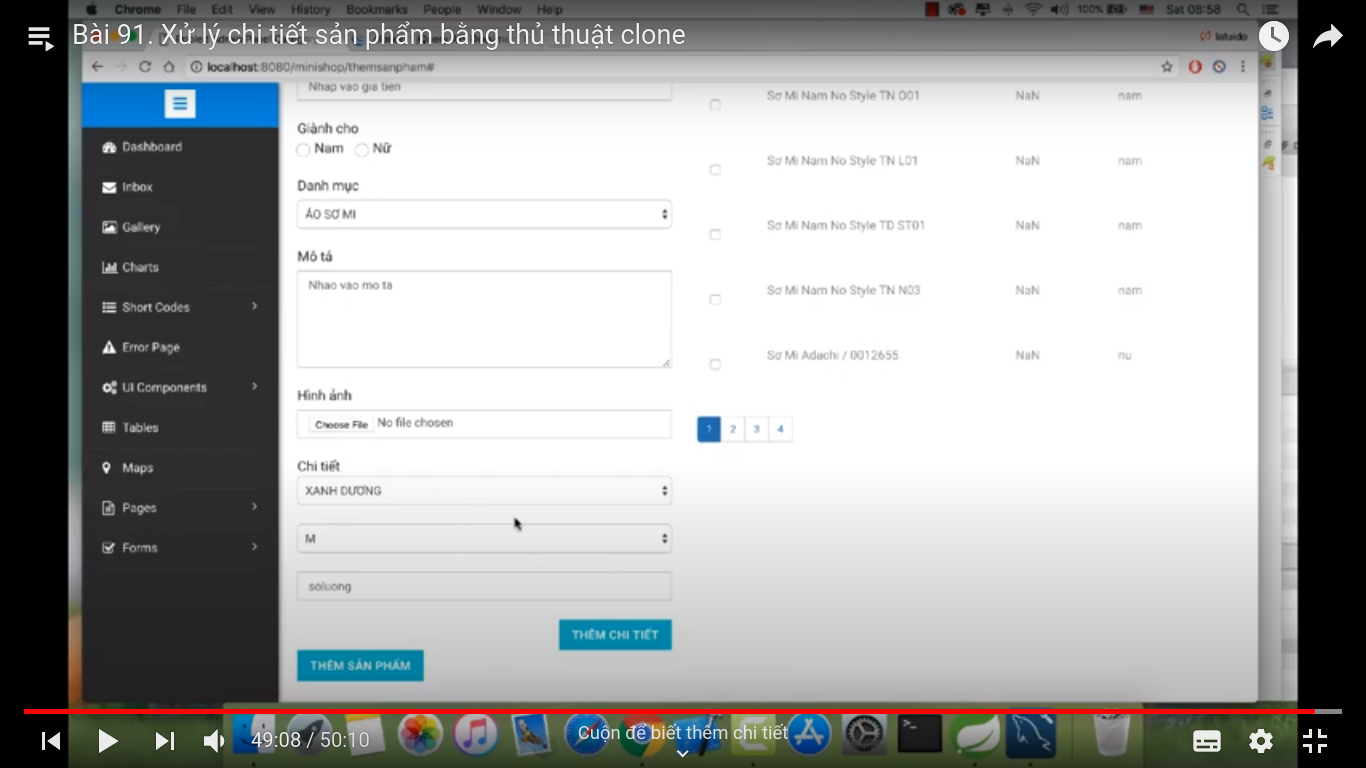 Chrome File Edit View History Bookmarks People Window Help 100% Sat 08:58
Bài 91. Xử lý chi tiết sản phẩm bằng thủ thuật clone
localhost:8080/minishop/themsanpham#
Dashboard
Inbox
Gallery
Charts
Short Codes
Error Page
UI Components
Tables
Maps
Pages
Forms
Nhap vao gia tien
Giành cho
Nam Nữ
Danh mục
ÁO SƠ MI
Mô tả
Nhao vao mo ta
Hình ảnh
Choose File No file chosen
Chi tiết
XANH DƯƠNG
M
soluong
THÊM CHI TIẾT
THÊM SẢN PHẨM
Sơ Mi Nam No Style TN O01 NaN nam
Sơ Mi Nam No Style TN L01 NaN nam
Sơ Mi Nam No Style TD ST01 NaN nam
Sơ Mi Nam No Style TN N03 NaN nam
Sơ Mi Adachi / 0012655 NaN nu
1 2 3 4
49:08 / 50:10
Cuộn để biết thêm chi tiết